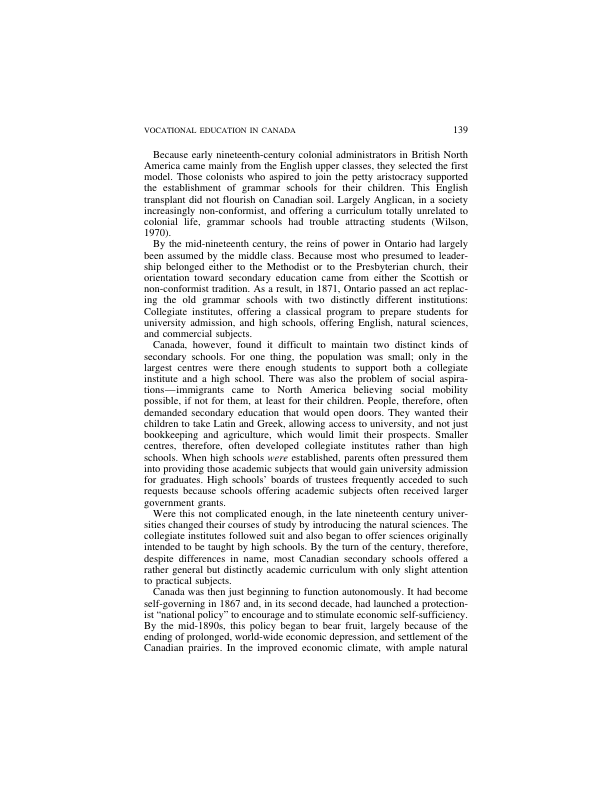 VOCATIONAL EDUCATION IN CANADA 139
Because early nineteenth-century colonial administrators in British North
America came mainly from the English upper classes, they selected the first
model. Those colonists who aspired to join the petty aristocracy supported
the establishment of grammar schools for their children. This English
transplant did not flourish on Canadian soil. Largely Anglican, in a society
increasingly non-conformist, and offering a curriculum totally unrelated to
colonial life, grammar schools had trouble attracting students (Wilson,
1970).
By the mid-nineteenth century, the reins of power in Ontario had largely
been assumed by the middle class. Because most who presumed to leader-
ship belonged either to the Methodist or to the Presbyterian church, their
orientation toward secondary education came from either the Scottish or
non-conformist tradition. As a result, in 1871, Ontario passed an act replac-
ing the old grammar schools with two distinctly different institutions:
Collegiate institutes, offering a classical program to prepare students for
university admission, and high schools, offering English, natural sciences,
and commercial subjects.
Canada, however, found it difficult to maintain two distinct kinds of
secondary schools. For one thing, the population was small; only in the
largest centres were there enough students to support both a collegiate
institute and a high school. There was also the problem of social aspira-
tions—immigrants came to North America believing social mobility
possible, if not for them, at least for their children. People, therefore, often
demanded secondary education that would open doors. They wanted their
children to take Latin and Greek, allowing access to university, and not just
bookkeeping and agriculture, which would limit their prospects. Smaller
centres, therefore, often developed collegiate institutes rather than high
schools. When high schools were established, parents often pressured them
into providing those academic subjects that would gain university admission
for graduates. High schools' boards of trustees frequently acceded to such
requests because schools offering academic subjects often received larger
government grants.
Were this not complicated enough, in the late nineteenth century univer-
sities changed their courses of study by introducing the natural sciences. The
collegiate institutes followed suit and also began to offer sciences originally
intended to be taught by high schools. By the turn of the century, therefore,
despite differences in name, most Canadian secondary schools offered a
rather general but distinctly academic curriculum with only slight attention
to practical subjects.
Canada was then just beginning to function autonomously. It had become
self-governing in 1867 and, in its second decade, had launched a protection-
ist “national policy” to encourage and to stimulate economic self-sufficiency.
By the mid-1890s, this policy began to bear fruit, largely because of the
ending of prolonged, world-wide economic depression, and settlement of the
Canadian prairies. In the improved economic climate, with ample natural